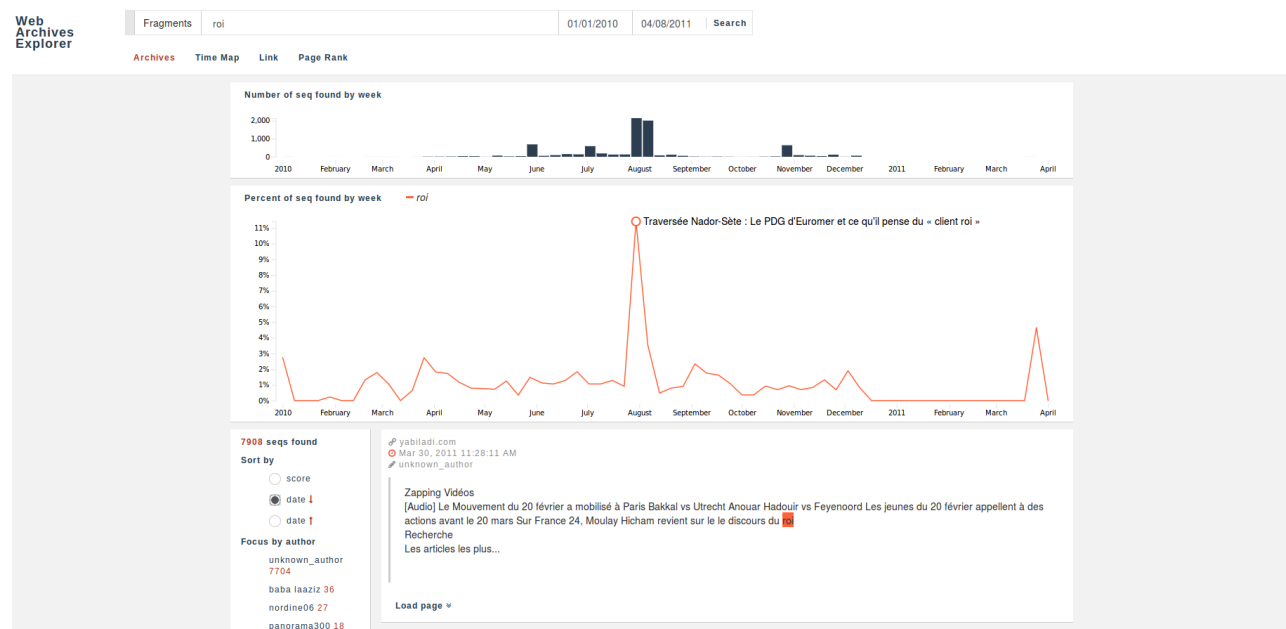 Web
Archives
Explorer
Fragments roi 01/01/2010 04/08/2011 Search
Archives Time Map Link Page Rank
Number of seq found by week
2,000
1,000
0
2010 February March April May June July August September October November December 2011 February March April
Percent of seq found by week roi
Traversée Nador-Sète : Le PDG d'Euromer et ce qu'il pense du « client roi »
11%
10%
9%
8%
7%
6%
5%
4%
3%
2%
1%
0%
2010 February March April May June July August September October November December 2011 February March April
7908 seqs found
Sort by
score
date ↓
date ↑
Focus by author
unknown_author
7704
baba laaziz 36
nordine06 27
panorama300 18
yabiladi.com
Mar 30, 2011 11:28:11 AM
unknown_author
Zapping Vidéos
[Audio] Le Mouvement du 20 février a mobilisé à Paris Bakkal vs Utrecht Anouar Hadouir vs Feyenoord Les jeunes du 20 février appellent à des
actions avant le 20 mars Sur France 24, Moulay Hicham revient sur le le discours du roi
Recherche
Les articles les plus...
Load page